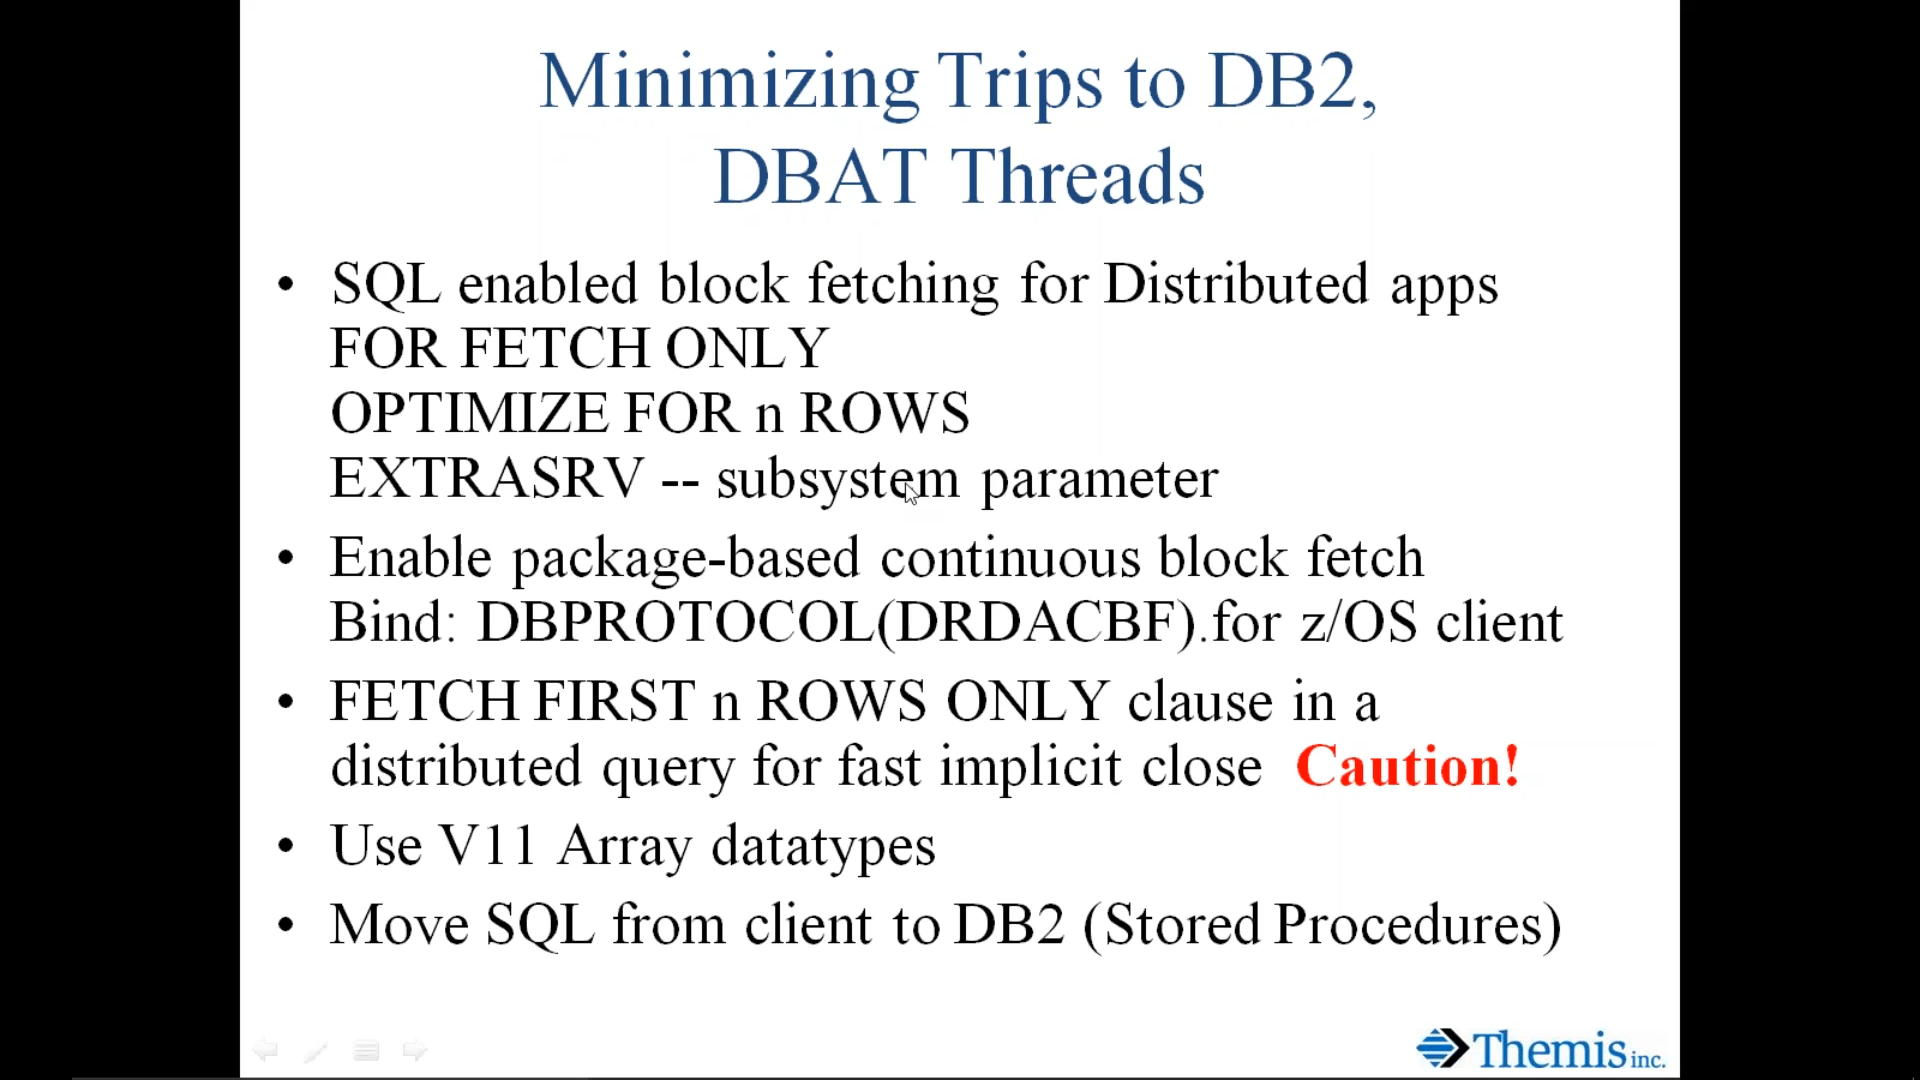 Minimizing Trips to DB2,
DBAT Threads
• SQL enabled block fetching for Distributed apps
FOR FETCH ONLY
OPTIMIZE FOR n ROWS
EXTRASRV -- subsystem parameter
• Enable package-based continuous block fetch
Bind: DBPROTOCOL(DRDACBF).for z/OS client
• FETCH FIRST n ROWS ONLY clause in a
distributed query for fast implicit close Caution!
• Use V11 Array datatypes
• Move SQL from client to DB2 (Stored Procedures)
Themis inc.